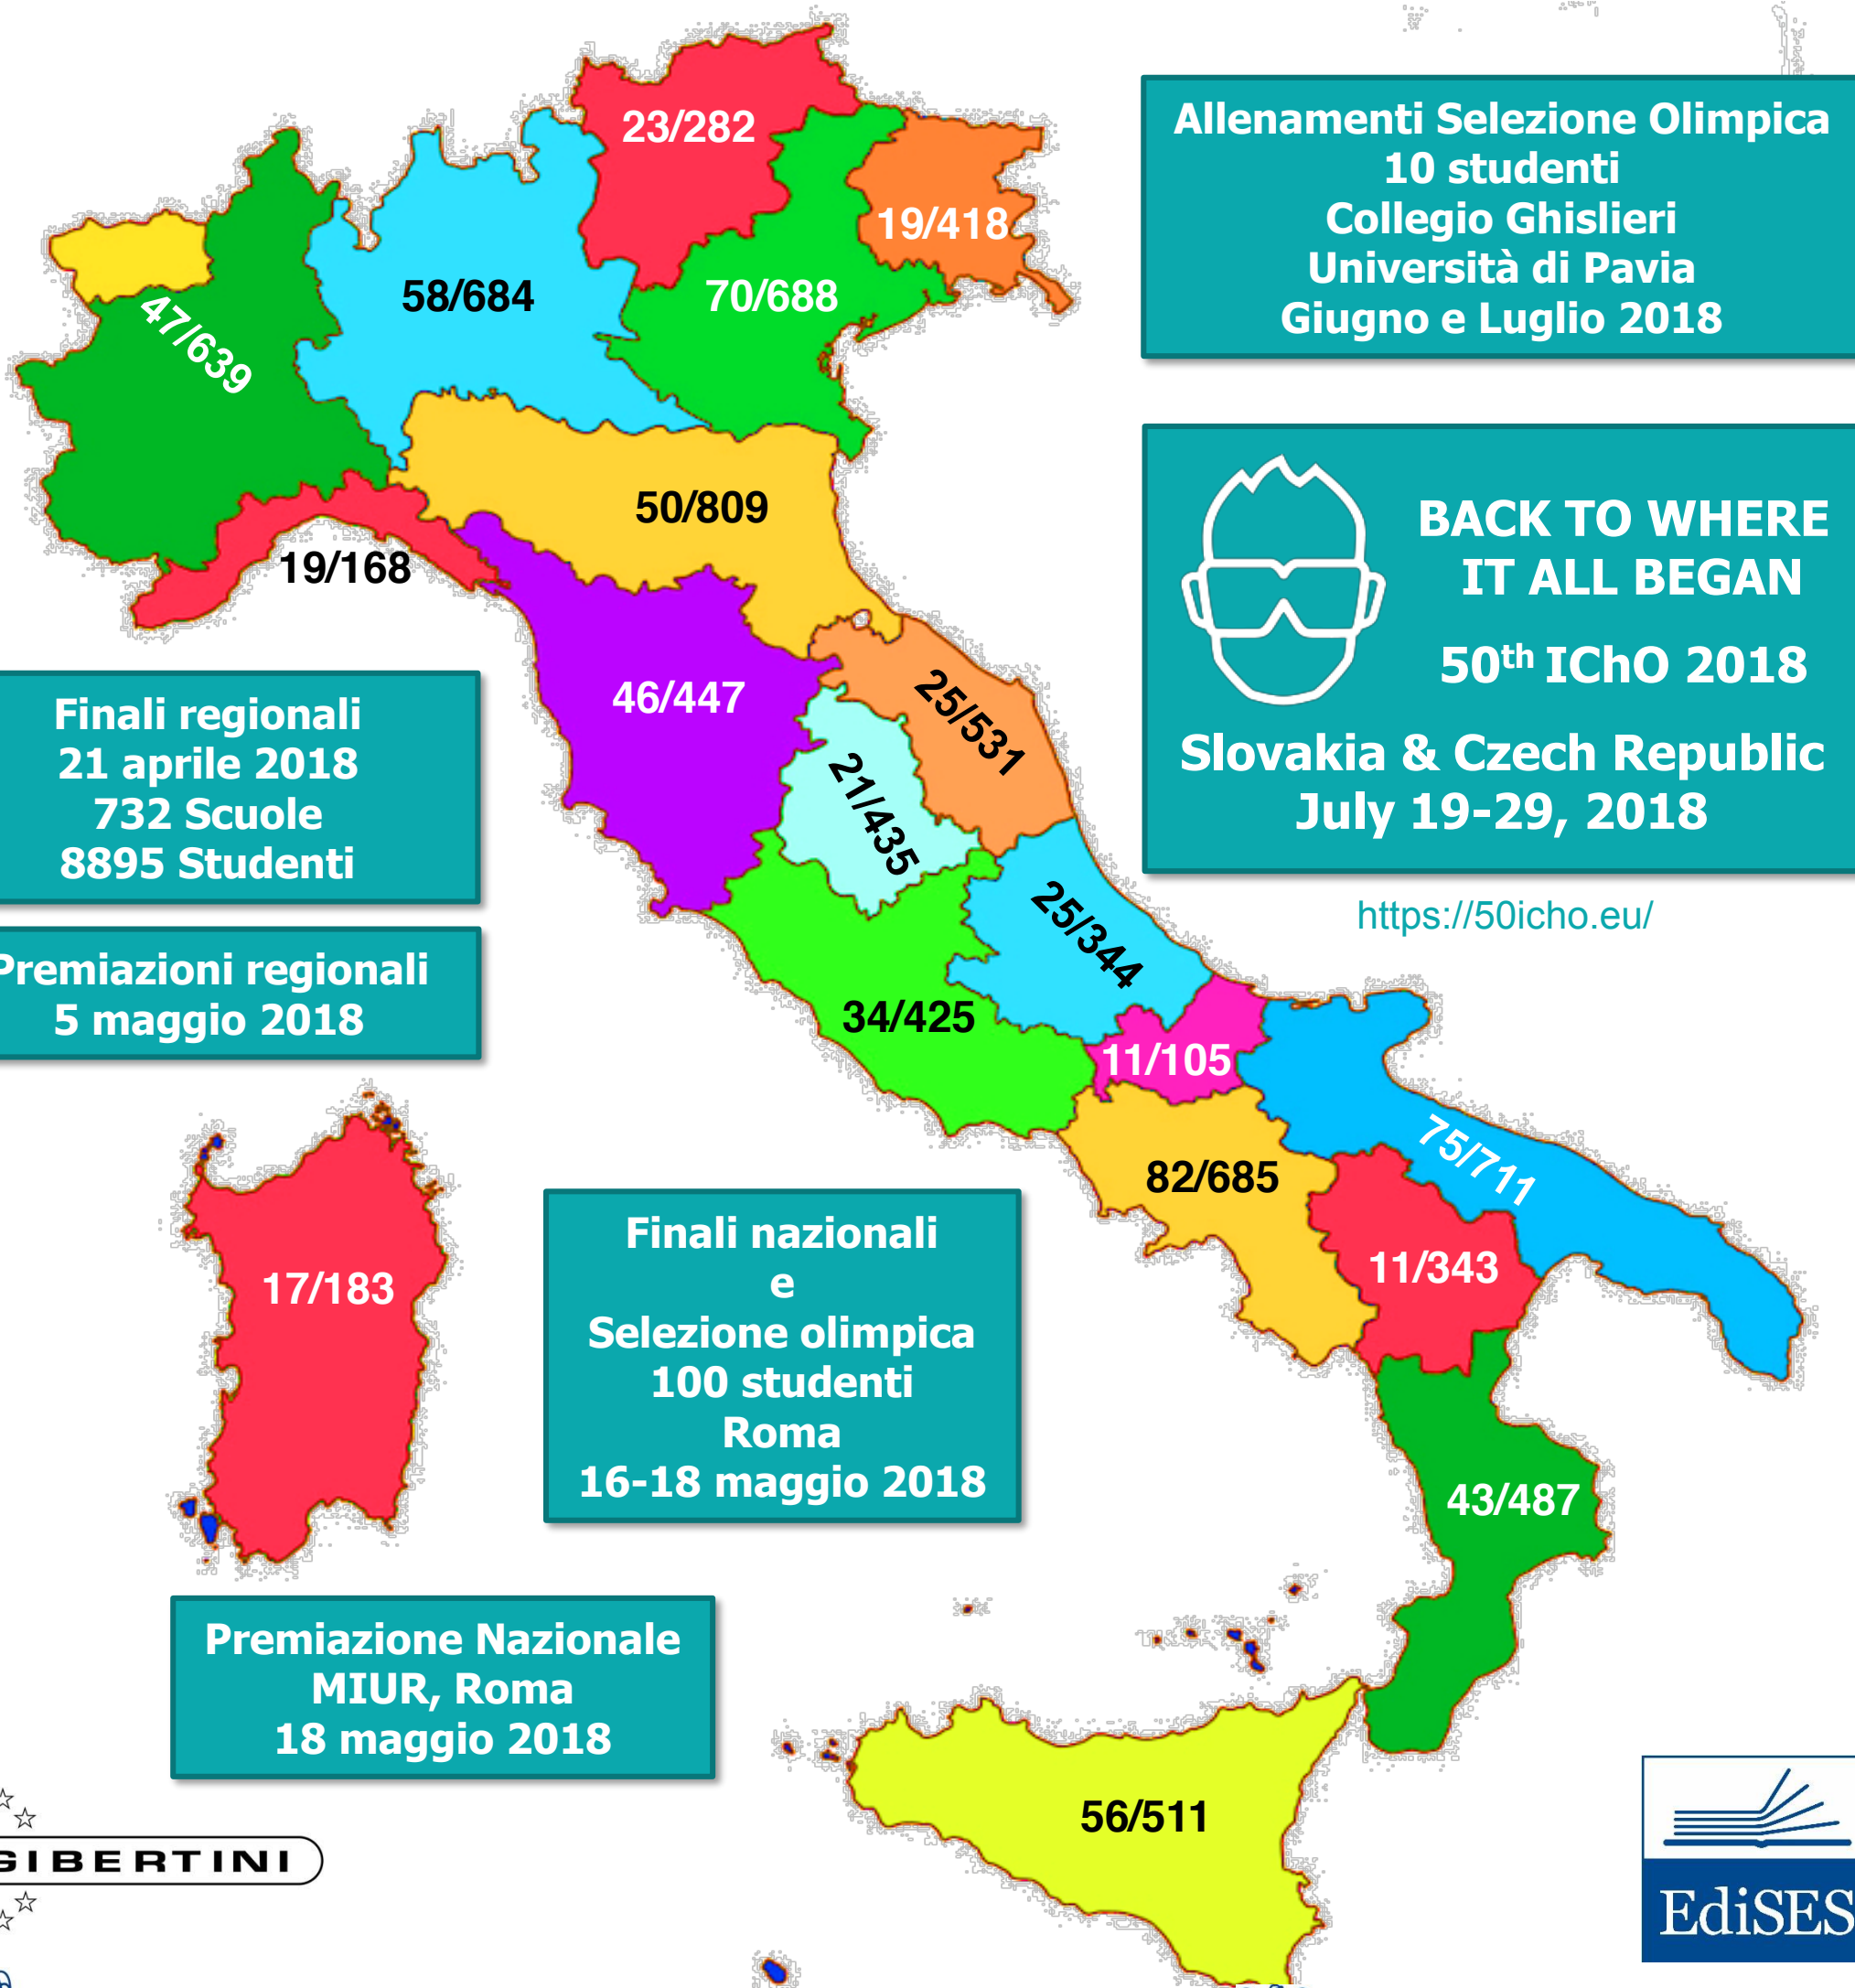 23/282
19/418
58/684
70/688
47/639
50/809
19/168
46/447
25/531
21/435
25/344
34/425
11/105
75/711
82/685
11/343
17/183
43/487
56/511
Allenamenti Selezione Olimpica
10 studenti
Collegio Ghislieri
Università di Pavia
Giugno e Luglio 2018
BACK TO WHERE
IT ALL BEGAN
50th IChO 2018
Slovakia & Czech Republic
July 19-29, 2018
https://50icho.eu/
Finali regionali
21 aprile 2018
732 Scuole
8895 Studenti
Premiazioni regionali
5 maggio 2018
Finali nazionali
e
Selezione olimpica
100 studenti
Roma
16-18 maggio 2018
Premiazione Nazionale
MIUR, Roma
18 maggio 2018
GIBERTINI
EdiSES